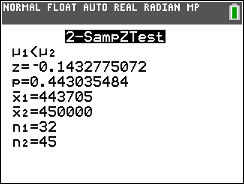 NORMAL FLOAT AUTO REAL RADIAN MP
2-SampZTest
μ1<μ2
z=-0.1432775072
p=0.443035484
x̄1=443705
x̄2=450000
n1=32
n2=45